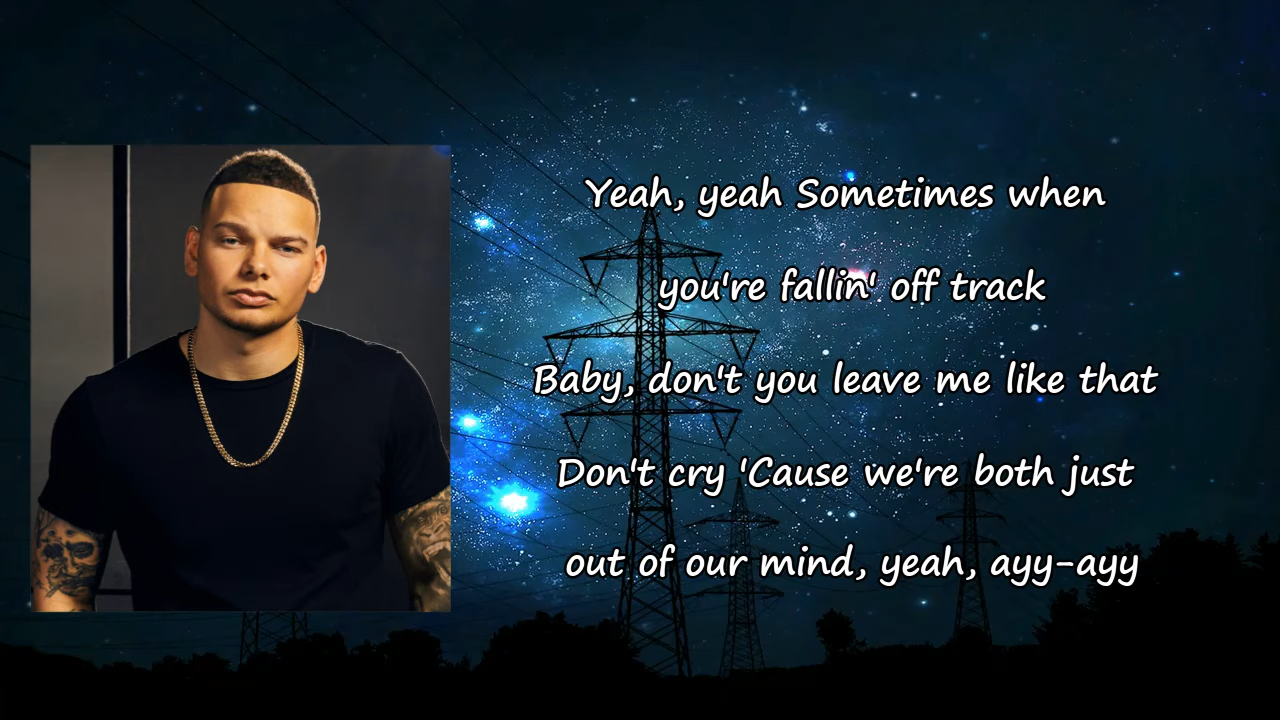 Yeah, yeah Sometimes when
you're fallin' off track
Baby, don't you leave me like that
Don't cry 'Cause we're both just
out of our mind, yeah, ayy-ayy